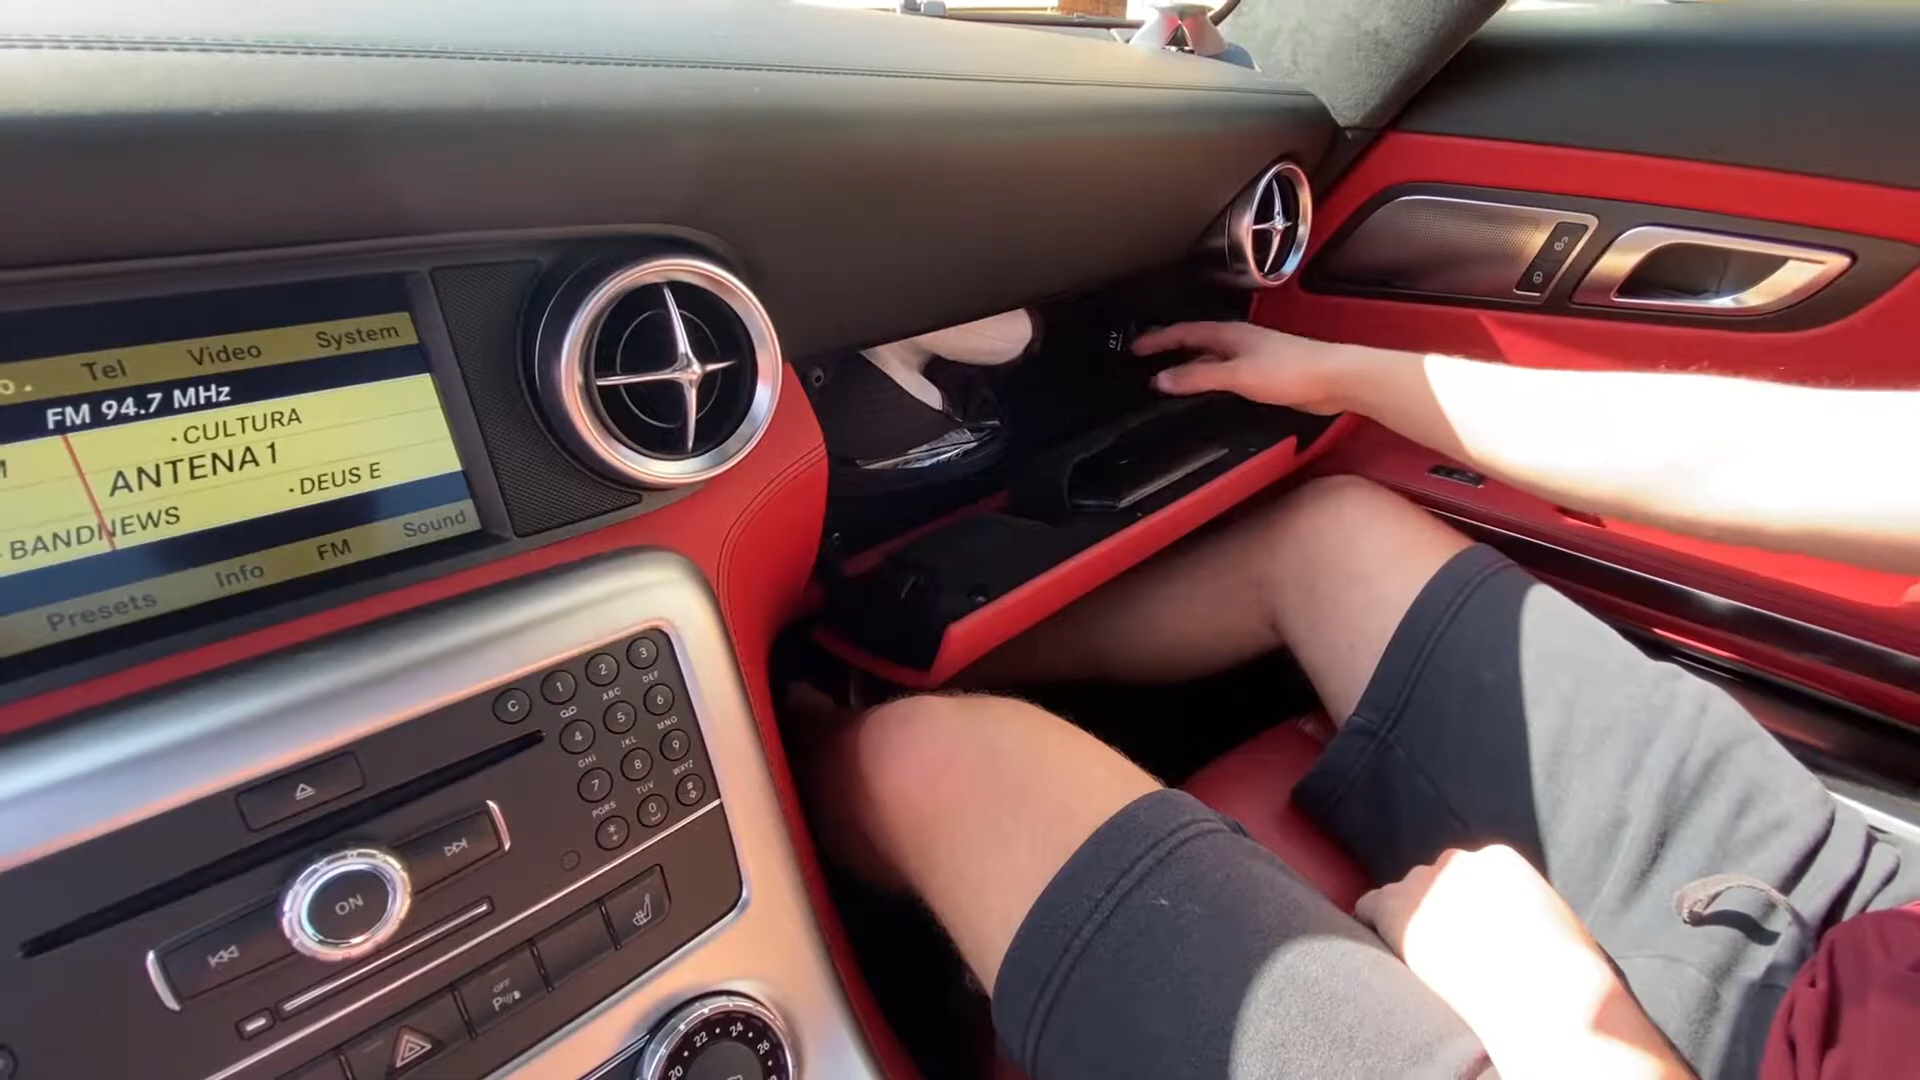 Tel Video System
FM 94.7 MHz
·CULTURA
ANTENA1
·DEUS E
·BANDNEWS
Presets Info FM Sound
C 1 2 3
ABC DEF
4 5 6
GHI JKL MNO
7 8 9
PQRS TUV WXYZ
* 0 #
ON
OFF
P
20 22 24 26
12 V